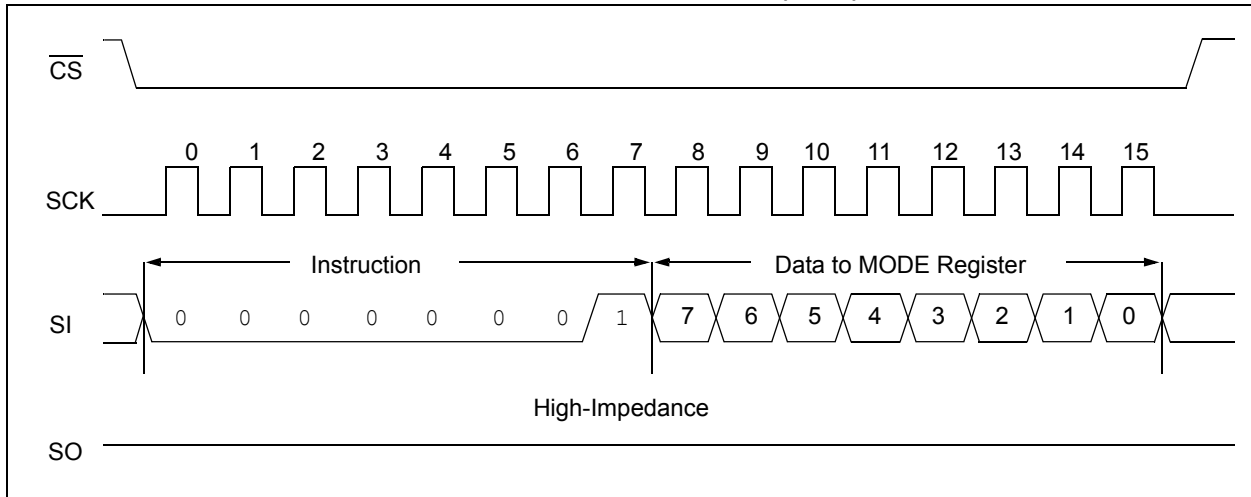 CS
0 1 2 3 4 5 6 7 8 9 10 11 12 13 14 15
SCK
Instruction Data to MODE Register
SI 0 0 0 0 0 0 0 1 7 6 5 4 3 2 1 0
High-Impedance
SO